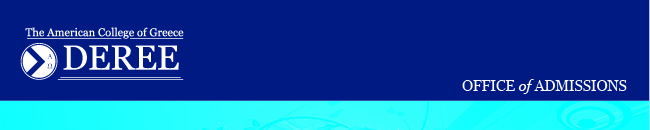 The American College of Greece
DEREE
OFFICE of ADMISSIONS